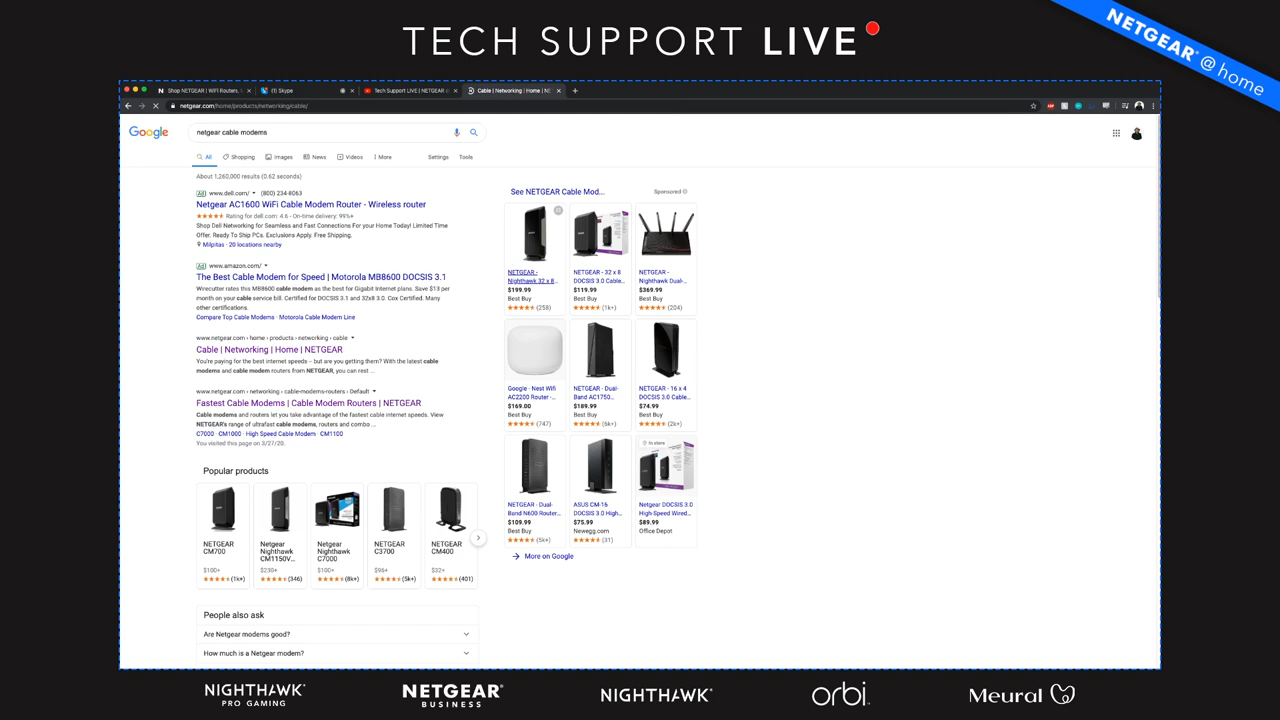 TECH SUPPORT LIVE
NETGEAR @ home
Shop NETGEAR | WiFi Routers,
(1) Skype
Tech Support LIVE | NETGEAR
Cable | Networking | Home | N
netgear.com/home/products/networking/cable/
Google
netgear cable modems
All
Shopping
Images
News
Videos
More
Settings
Tools
About 1,260,000 results (0.62 seconds)
Ad www.dell.com/ (800) 234-8063
Netgear AC1600 WiFi Cable Modem Router - Wireless router
Rating for dell.com: 4.6 - On-time delivery: 99%+
Shop Dell Networking for Seamless and Fast Connections For your Home Today! Limited Time
Offer. Ready To Ship PCs. Exclusions Apply. Free Shipping.
Milpitas · 20 locations nearby
Ad www.amazon.com/
The Best Cable Modem for Speed | Motorola MB8600 DOCSIS 3.1
Wirecutter rates this MB8600 cable modem as the best for Gigabit Internet plans. Save $13 per
month on your cable service bill. Certified for DOCSIS 3.1 and 32x8 3.0. Cox Certified. Many
other certifications.
Compare Top Cable Modems · Motorola Cable Modem Line
www.netgear.com › home › products › networking › cable
Cable | Networking | Home | NETGEAR
You're paying for the best internet speeds – but are you getting them? With the latest cable
modems and cable modem routers from NETGEAR, you can rest ...
www.netgear.com › networking › cable-modems-routers › Default
Fastest Cable Modems | Cable Modem Routers | NETGEAR
Cable modems and routers let you take advantage of the fastest cable internet speeds. View
NETGEAR's range of ultrafast cable modems, routers and combo ...
C7000 · CM1000 · High Speed Cable Modem · CM1100
You visited this page on 3/27/20.
Popular products
NETGEAR
CM700
$100+
(1k+)
Netgear
Nighthawk
CM1150V...
$230+
(346)
Netgear
Nighthawk
C7000
$100+
(8k+)
NETGEAR
C3700
$96+
(5k+)
NETGEAR
CM400
$32+
(401)
People also ask
Are Netgear modems good?
How much is a Netgear modem?
See NETGEAR Cable Mod...
Sponsored
NETGEAR -
Nighthawk 32 x 8...
$199.99
Best Buy
(258)
NETGEAR - 32 x 8
DOCSIS 3.0 Cable...
$119.99
Best Buy
(1k+)
NETGEAR -
Nighthawk Dual-
$369.99
Best Buy
(204)
Google - Nest Wifi
AC2200 Router -...
$169.00
Best Buy
(747)
NETGEAR - Dual-
Band AC1750...
$189.99
Best Buy
(6k+)
NETGEAR - 16 x 4
DOCSIS 3.0 Cable...
$74.99
Best Buy
(2k+)
NETGEAR - Dual-
Band N600 Router...
$109.99
Best Buy
(5k+)
ASUS CM-16
DOCSIS 3.0 High...
$75.99
Newegg.com
(31)
In store
Netgear DOCSIS 3.0
High-Speed Wired...
$89.99
Office Depot
More on Google
NIGHTHAWK
PRO GAMING
NETGEAR
BUSINESS
NIGHTHAWK
orbi
Meural